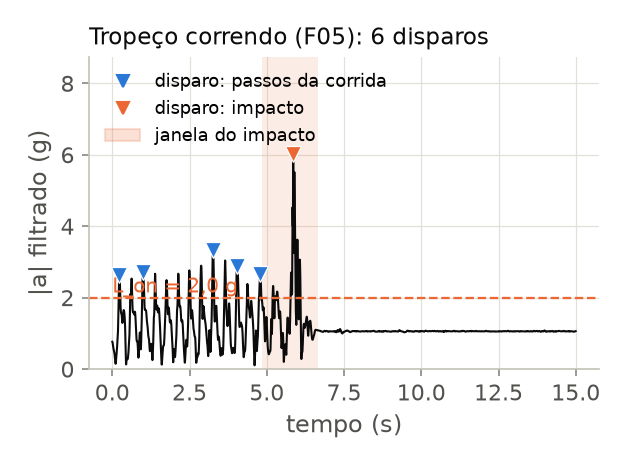 Tropeço correndo (F05): 6 disparos
disparo: passos da corrida
disparo: impacto
janela do impacto
L_on = 2,0 g
|a| filtrado (g)
8
6
4
2
0
0.0 2.5 5.0 7.5 10.0 12.5 15.0
tempo (s)